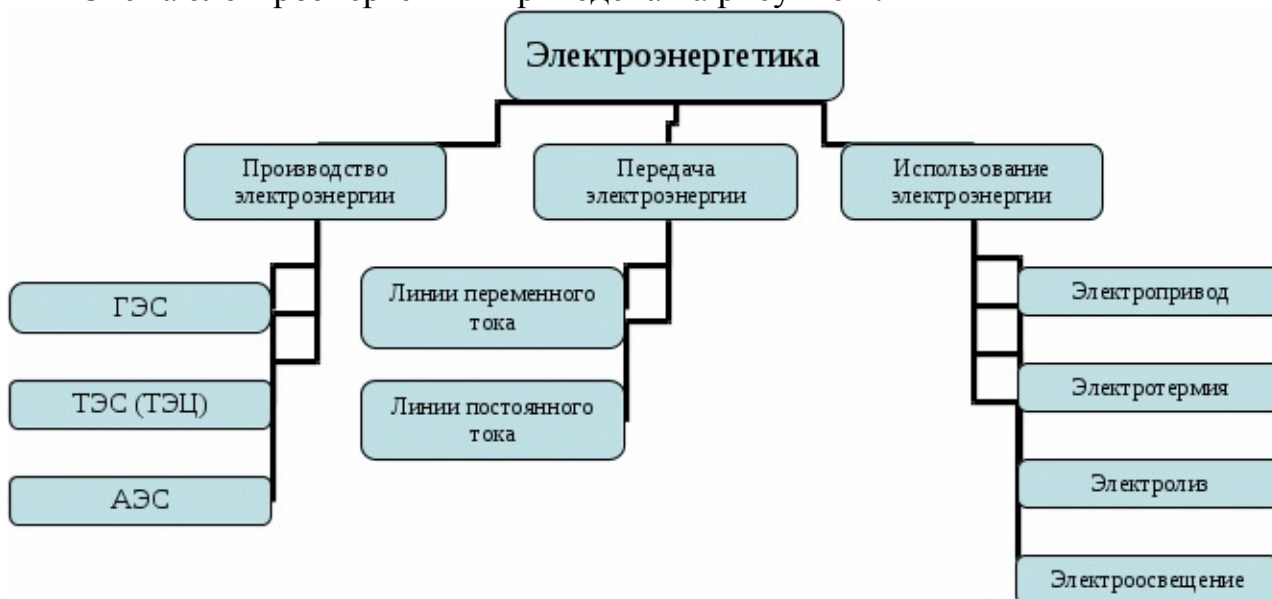 Электроэнергетика
Производство
электроэнергии
Передача
электроэнергии
Использование
электроэнергии
ГЭС
ТЭС (ТЭЦ)
АЭС
Линии переменного
тока
Линии постоянного
тока
Электропривод
Электротермия
Электролиз
Электроосвещение